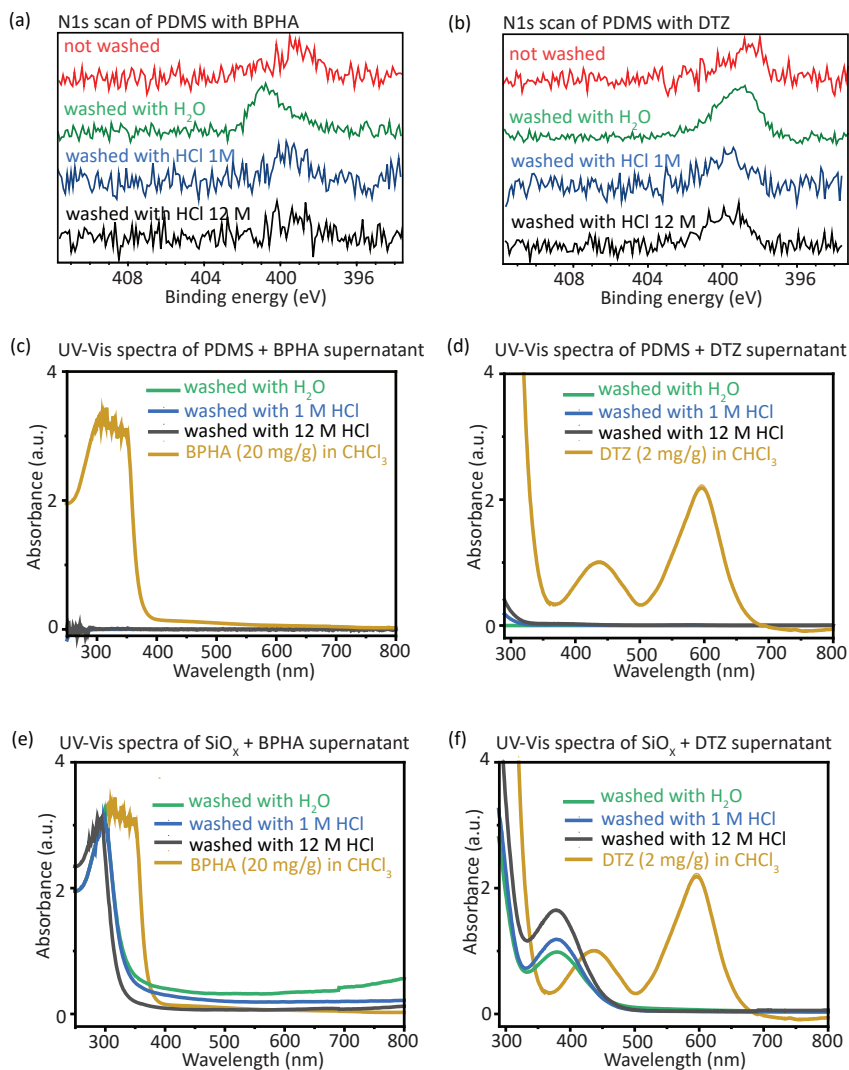 (a) N1s scan of PDMS with BPHA
not washed
washed with H₂O
washed with HCl 1M
washed with HCl 12 M
408 404 400 396
Binding energy (eV)
(b) N1s scan of PDMS with DTZ
not washed
washed with H₂O
washed with HCl 1M
washed with HCl 12 M
408 404 400 396
Binding energy (eV)
(c) UV-Vis spectra of PDMS + BPHA supernatant
4
2
0
Absorbance (a.u.)
washed with H₂O
washed with 1 M HCl
washed with 12 M HCl
BPHA (20 mg/g) in CHCl₃
300 400 500 600 700 800
Wavelength (nm)
(d) UV-Vis spectra of PDMS + DTZ supernatant
4
2
0
Absorbance (a.u.)
washed with H₂O
washed with 1 M HCl
washed with 12 M HCl
DTZ (2 mg/g) in CHCl₃
300 400 500 600 700 800
Wavelength (nm)
(e) UV-Vis spectra of SiOₓ + BPHA supernatant
4
2
0
Absorbance (a.u.)
washed with H₂O
washed with 1 M HCl
washed with 12 M HCl
BPHA (20 mg/g) in CHCl₃
300 400 500 600 700 800
Wavelength (nm)
(f) UV-Vis spectra of SiOₓ + DTZ supernatant
4
2
0
Absorbance (a.u.)
washed with H₂O
washed with 1 M HCl
washed with 12 M HCl
DTZ (2 mg/g) in CHCl₃
300 400 500 600 700 800
Wavelength (nm)